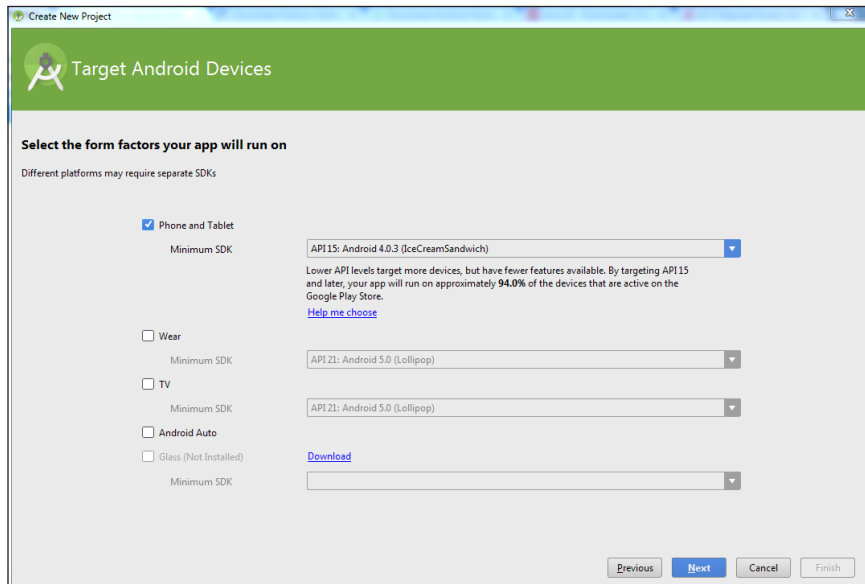 Create New Project
Target Android Devices
Select the form factors your app will run on
Different platforms may require separate SDKs
Phone and Tablet
Minimum SDK API 15: Android 4.0.3 (IceCreamSandwich)
Lower API levels target more devices, but have fewer features available. By targeting API 15
and later, your app will run on approximately 94.0% of the devices that are active on the
Google Play Store.
Help me choose
Wear
Minimum SDK API 21: Android 5.0 (Lollipop)
TV
Minimum SDK API 21: Android 5.0 (Lollipop)
Android Auto
Glass (Not Installed) Download
Minimum SDK
Previous Next Cancel Finish